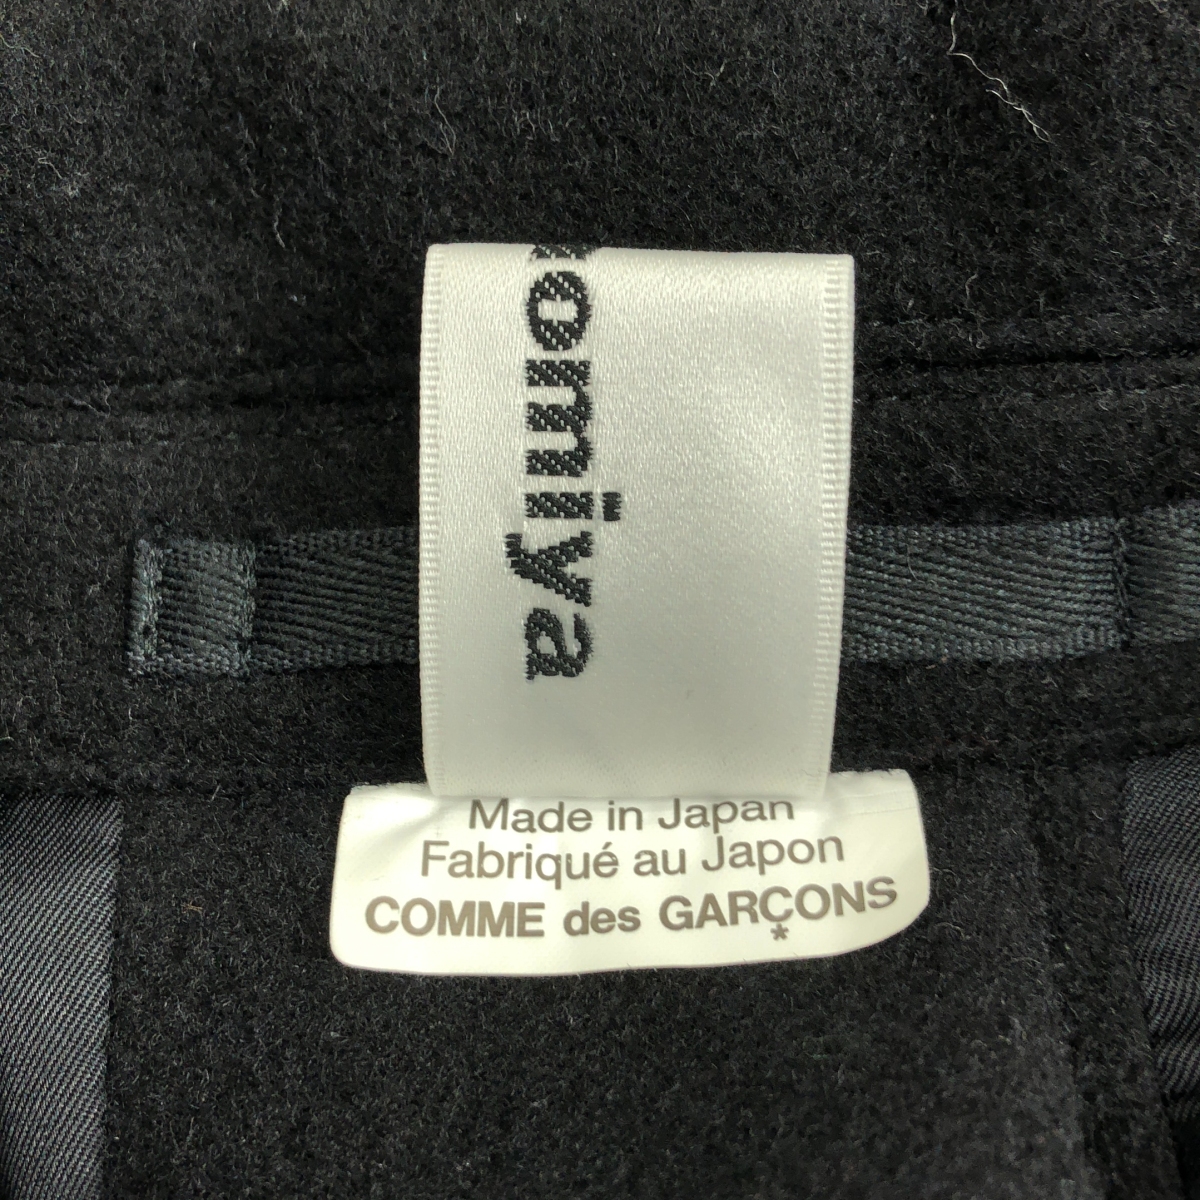 omiya
Made in Japan
Fabriqué au Japon
COMME des GARÇONS
*